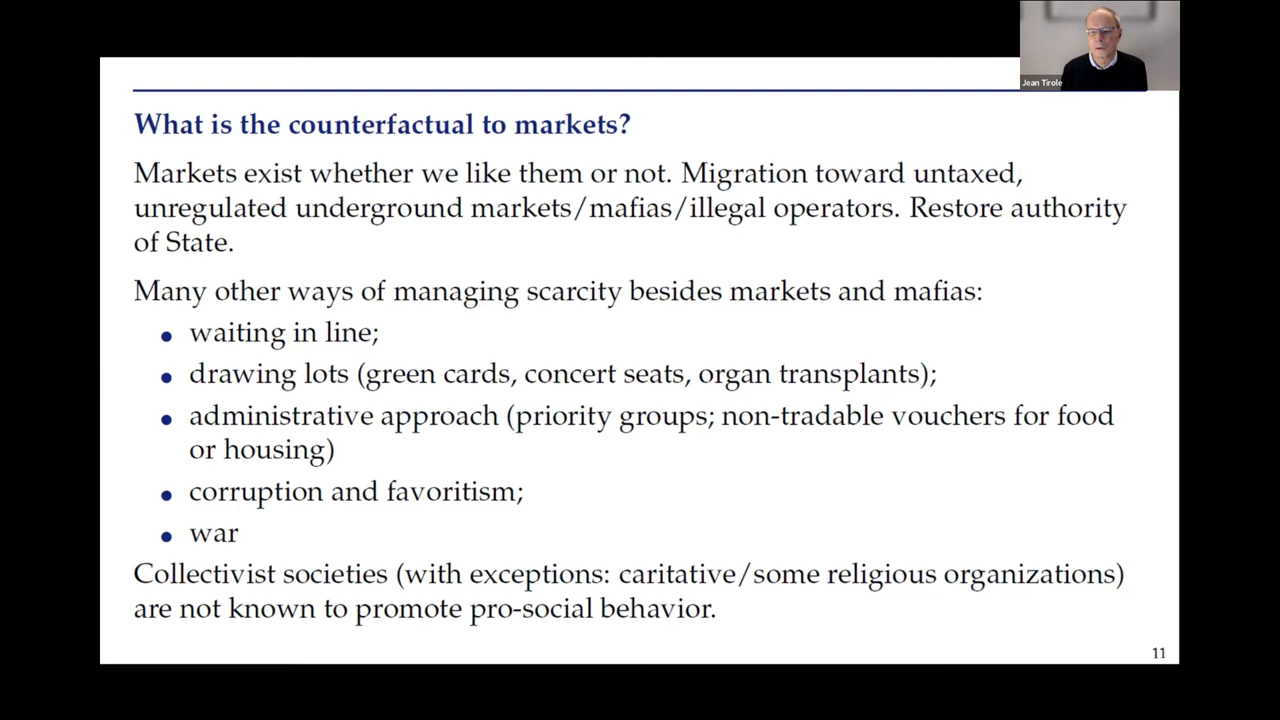 Jean Tirole
What is the counterfactual to markets?
Markets exist whether we like them or not. Migration toward untaxed,
unregulated underground markets/mafias/illegal operators. Restore authority
of State.
Many other ways of managing scarcity besides markets and mafias:
• waiting in line;
• drawing lots (green cards, concert seats, organ transplants);
• administrative approach (priority groups; non-tradable vouchers for food
or housing)
• corruption and favoritism;
• war
Collectivist societies (with exceptions: caritative/some religious organizations)
are not known to promote pro-social behavior.
11